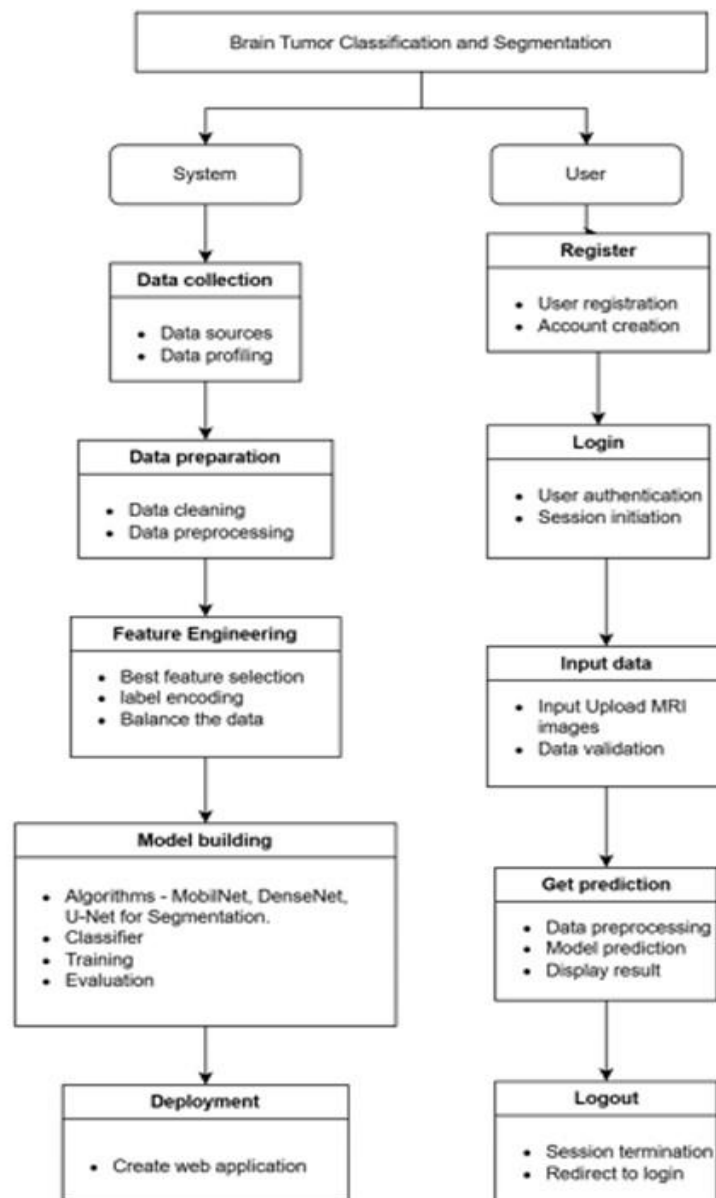 Brain Tumor Classification and Segmentation
System
User
Data collection
• Data sources
• Data profiling
Data preparation
• Data cleaning
• Data preprocessing
Feature Engineering
• Best feature selection
• label encoding
• Balance the data
Model building
• Algorithms - MobilNet, DenseNet,
U-Net for Segmentation.
• Classifier
• Training
• Evaluation
Deployment
• Create web application
Register
• User registration
• Account creation
Login
• User authentication
• Session initiation
Input data
• Input Upload MRI
images
• Data validation
Get prediction
• Data preprocessing
• Model prediction
• Display result
Logout
• Session termination
• Redirect to login